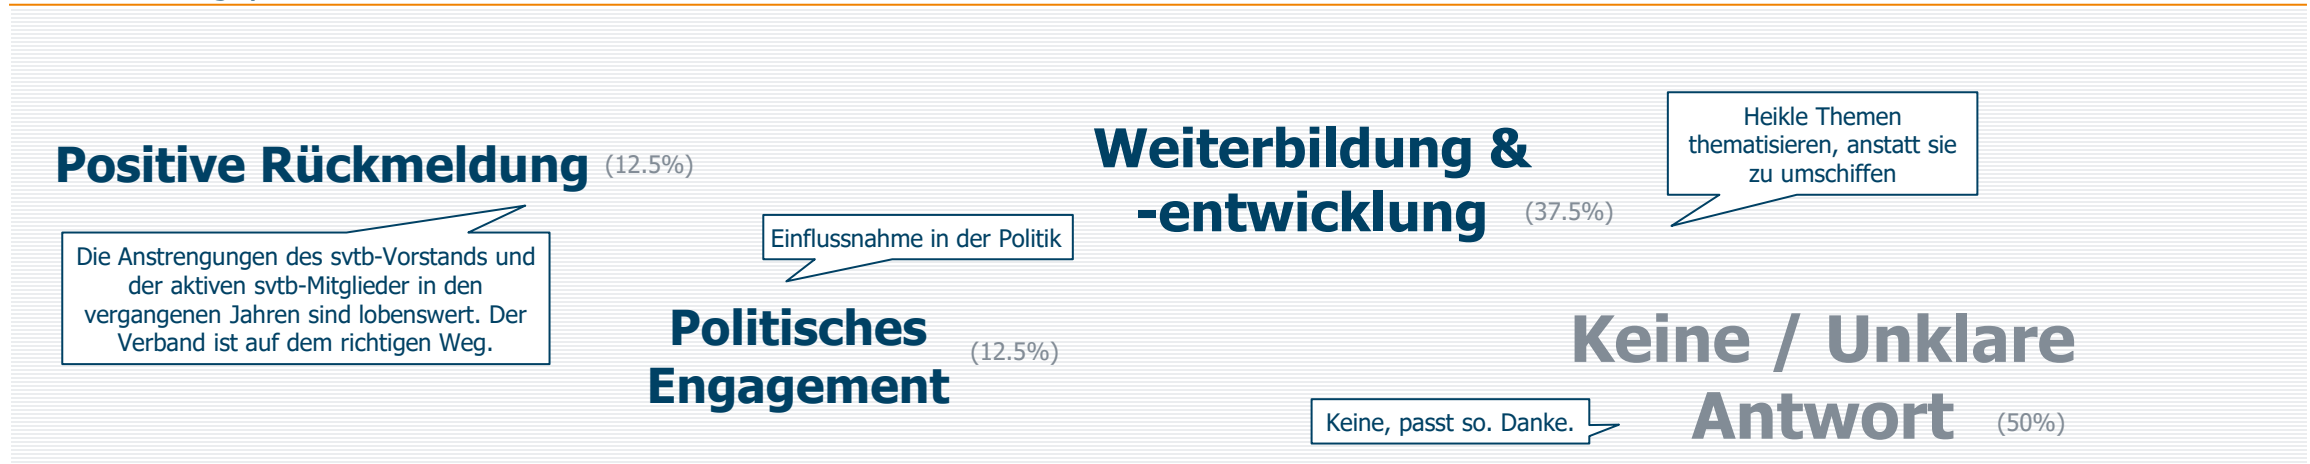 Positive Rückmeldung (12.5%)
Die Anstrengungen des svtb-Vorstands und
der aktiven svtb-Mitglieder in den
vergangenen Jahren sind lobenswert. Der
Verband ist auf dem richtigen Weg.
Einflussnahme in der Politik
Politisches
Engagement (12.5%)
Weiterbildung &
-entwicklung (37.5%)
Heikle Themen
thematisieren, anstatt sie
zu umschiffen
Keine / Unklare
Antwort (50%)
Keine, passt so. Danke.